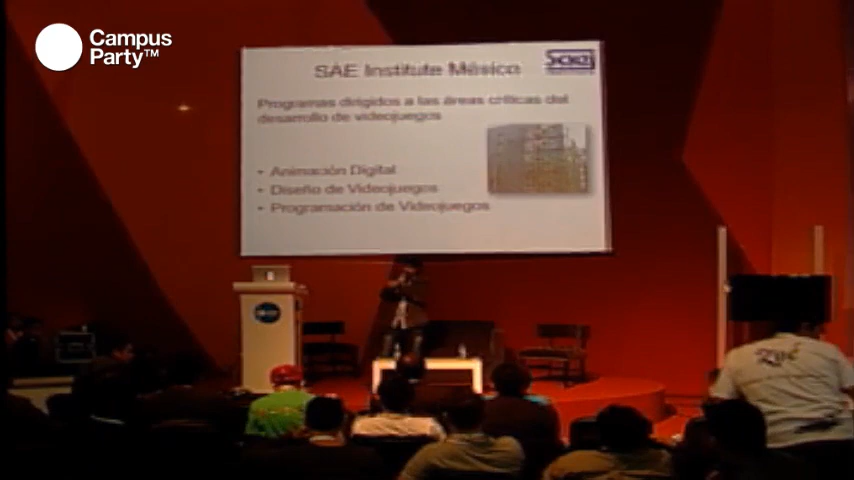 Campus
Party™
SAE Institute México
sae
Programas dirigidos a las áreas críticas del
desarrollo de videojuegos
• Animación Digital
• Diseño de Videojuegos
• Programación de Videojuegos